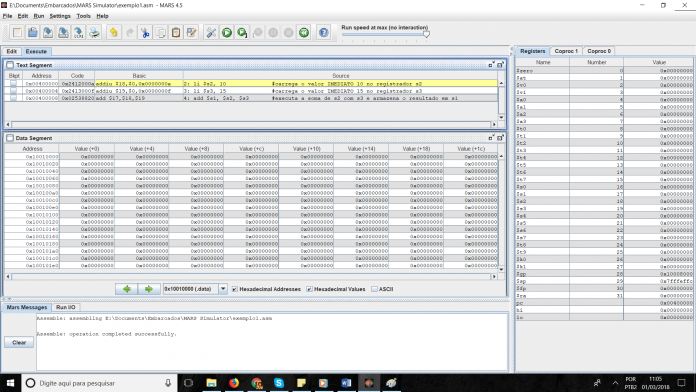 E:\Documents\Embarcados\MARS Simulator\exemplo1.asm - MARS 4.5
File Edit Run Settings Tools Help
Run speed at max (no interaction)
Edit Execute
Text Segment
Bkpt Address Code Basic Source
0x00400000 0x2412000a addiu $18,$0,0x0000000a 2: li $s2, 10 #carrega o valor IMEDIATO 10 no registrador s2
0x00400004 0x2413000f addiu $19,$0,0x0000000f 3: li $s3, 15 #carrega o valor IMEDIATO 15 no registrador s3
0x00400008 0x02538820 add $17,$18,$19 4: add $s1, $s2, $s3 #executa a soma de s2 com s3 e armazena o resultado em s1
Data Segment
Address Value (+0) Value (+4) Value (+8) Value (+c) Value (+10) Value (+14) Value (+18) Value (+1c)
0x10010000 0x00000000 0x00000000 0x00000000 0x00000000 0x00000000 0x00000000 0x00000000 0x00000000
0x10010020 0x00000000 0x00000000 0x00000000 0x00000000 0x00000000 0x00000000 0x00000000 0x00000000
0x10010040 0x00000000 0x00000000 0x00000000 0x00000000 0x00000000 0x00000000 0x00000000 0x00000000
0x10010060 0x00000000 0x00000000 0x00000000 0x00000000 0x00000000 0x00000000 0x00000000 0x00000000
0x10010080 0x00000000 0x00000000 0x00000000 0x00000000 0x00000000 0x00000000 0x00000000 0x00000000
0x100100a0 0x00000000 0x00000000 0x00000000 0x00000000 0x00000000 0x00000000 0x00000000 0x00000000
0x100100c0 0x00000000 0x00000000 0x00000000 0x00000000 0x00000000 0x00000000 0x00000000 0x00000000
0x100100e0 0x00000000 0x00000000 0x00000000 0x00000000 0x00000000 0x00000000 0x00000000 0x00000000
0x10010100 0x00000000 0x00000000 0x00000000 0x00000000 0x00000000 0x00000000 0x00000000 0x00000000
0x10010120 0x00000000 0x00000000 0x00000000 0x00000000 0x00000000 0x00000000 0x00000000 0x00000000
0x10010140 0x00000000 0x00000000 0x00000000 0x00000000 0x00000000 0x00000000 0x00000000 0x00000000
0x10010160 0x00000000 0x00000000 0x00000000 0x00000000 0x00000000 0x00000000 0x00000000 0x00000000
0x10010180 0x00000000 0x00000000 0x00000000 0x00000000 0x00000000 0x00000000 0x00000000 0x00000000
0x100101a0 0x00000000 0x00000000 0x00000000 0x00000000 0x00000000 0x00000000 0x00000000 0x00000000
0x100101c0 0x00000000 0x00000000 0x00000000 0x00000000 0x00000000 0x00000000 0x00000000 0x00000000
0x100101e0 0x00000000 0x00000000 0x00000000 0x00000000 0x00000000 0x00000000 0x00000000 0x00000000
0x10010000 (.data) Hexadecimal Addresses Hexadecimal Values ASCII
Mars Messages Run I/O
Assemble: assembling E:\Documents\Embarcados\MARS Simulator\exemplo1.asm
Assemble: operation completed successfully.
Clear
Registers Coproc 1 Coproc 0
Name Number Value
$zero 0 0x00000000
$at 1 0x00000000
$v0 2 0x00000000
$v1 3 0x00000000
$a0 4 0x00000000
$a1 5 0x00000000
$a2 6 0x00000000
$a3 7 0x00000000
$t0 8 0x00000000
$t1 9 0x00000000
$t2 10 0x00000000
$t3 11 0x00000000
$t4 12 0x00000000
$t5 13 0x00000000
$t6 14 0x00000000
$t7 15 0x00000000
$s0 16 0x00000000
$s1 17 0x00000000
$s2 18 0x00000000
$s3 19 0x00000000
$s4 20 0x00000000
$s5 21 0x00000000
$s6 22 0x00000000
$s7 23 0x00000000
$t8 24 0x00000000
$t9 25 0x00000000
$k0 26 0x00000000
$k1 27 0x00000000
$gp 28 0x10008000
$sp 29 0x7fffeffc
$fp 30 0x00000000
$ra 31 0x00000000
pc 0x00400000
hi 0x00000000
lo 0x00000000
Digite aqui para pesquisar
POR 11:05
PTB2 01/03/2018